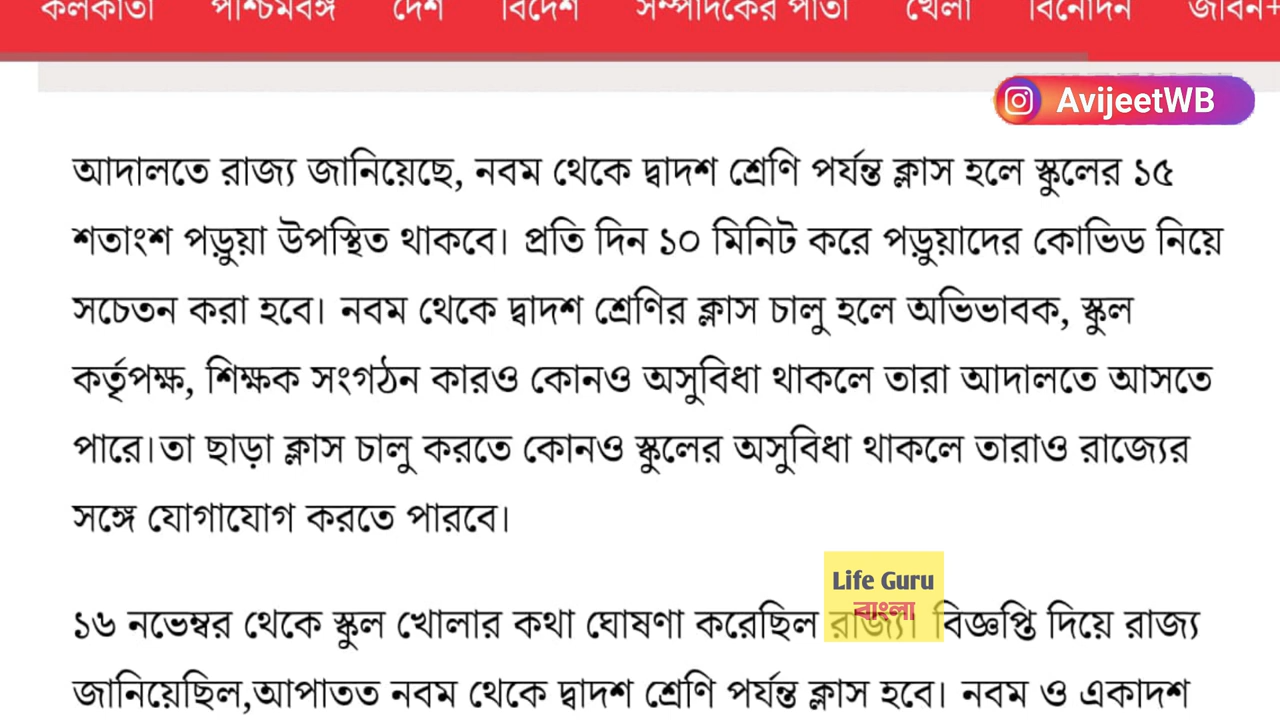 কলকাতা পশ্চিমবঙ্গ দেশ বিদেশ সম্পাদকের পাতা খেলা বিনোদন জীবন+
AvijeetWB
আদালতে রাজ্য জানিয়েছে, নবম থেকে দ্বাদশ শ্রেণি পর্যন্ত ক্লাস হলে স্কুলের ১৫
শতাংশ পড়ুয়া উপস্থিত থাকবে। প্রতি দিন ১০ মিনিট করে পড়ুয়াদের কোভিড নিয়ে
সচেতন করা হবে। নবম থেকে দ্বাদশ শ্রেণির ক্লাস চালু হলে অভিভাবক, স্কুল
কর্তৃপক্ষ, শিক্ষক সংগঠন কারও কোনও অসুবিধা থাকলে তারা আদালতে আসতে
পারে।তা ছাড়া ক্লাস চালু করতে কোনও স্কুলের অসুবিধা থাকলে তারাও রাজ্যের
সঙ্গে যোগাযোগ করতে পারবে।
Life Guru
বাংলা
১৬ নভেম্বর থেকে স্কুল খোলার কথা ঘোষণা করেছিল রাজ্য। বিজ্ঞপ্তি দিয়ে রাজ্য
জানিয়েছিল,আপাতত নবম থেকে দ্বাদশ শ্রেণি পর্যন্ত ক্লাস হবে। নবম ও একাদশ